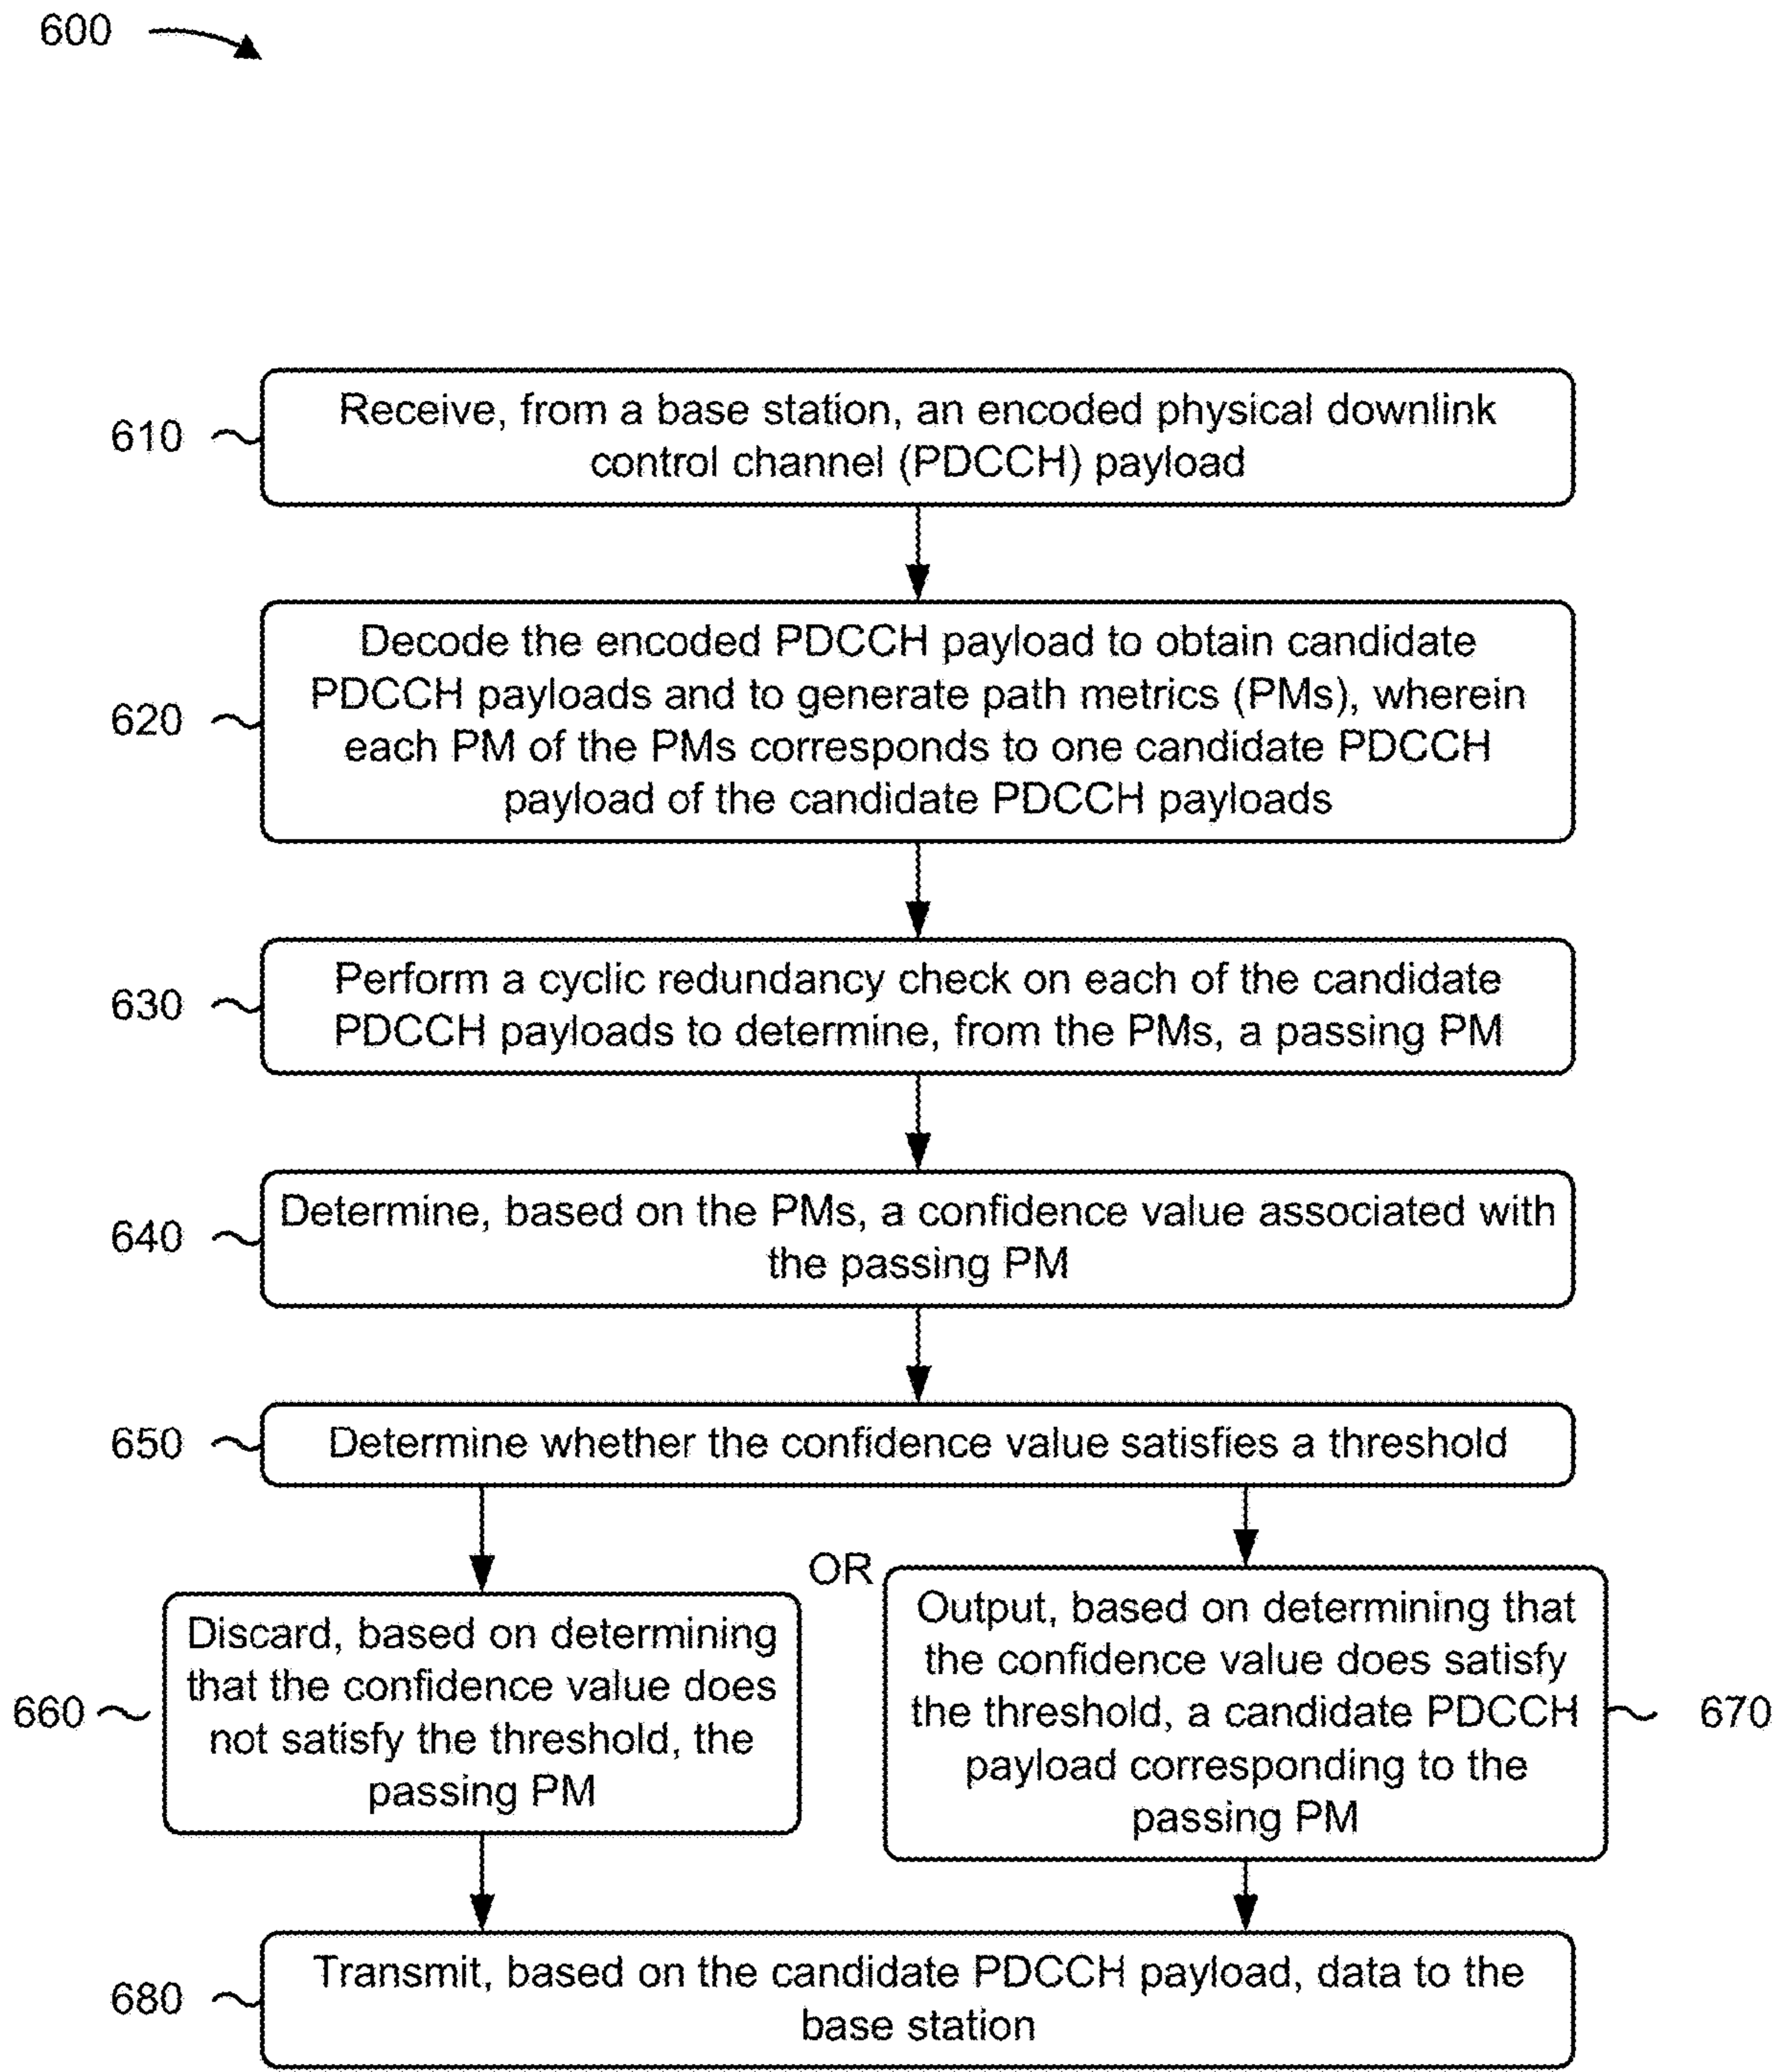 600
610
Receive, from a base station, an encoded physical downlink
control channel (PDCCH) payload
620
Decode the encoded PDCCH payload to obtain candidate
PDCCH payloads and to generate path metrics (PMs), wherein
each PM of the PMs corresponds to one candidate PDCCH
payload of the candidate PDCCH payloads
630
Perform a cyclic redundancy check on each of the candidate
PDCCH payloads to determine, from the PMs, a passing PM
640
Determine, based on the PMs, a confidence value associated with
the passing PM
650
Determine whether the confidence value satisfies a threshold
660
Discard, based on determining
that the confidence value does
not satisfy the threshold, the
passing PM
OR
Output, based on determining that
the confidence value does satisfy
the threshold, a candidate PDCCH
payload corresponding to the
passing PM
670
680
Transmit, based on the candidate PDCCH payload, data to the
base station